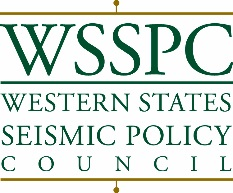 WSSPC
WESTERN STATES
SEISMIC POLICY
COUNCIL